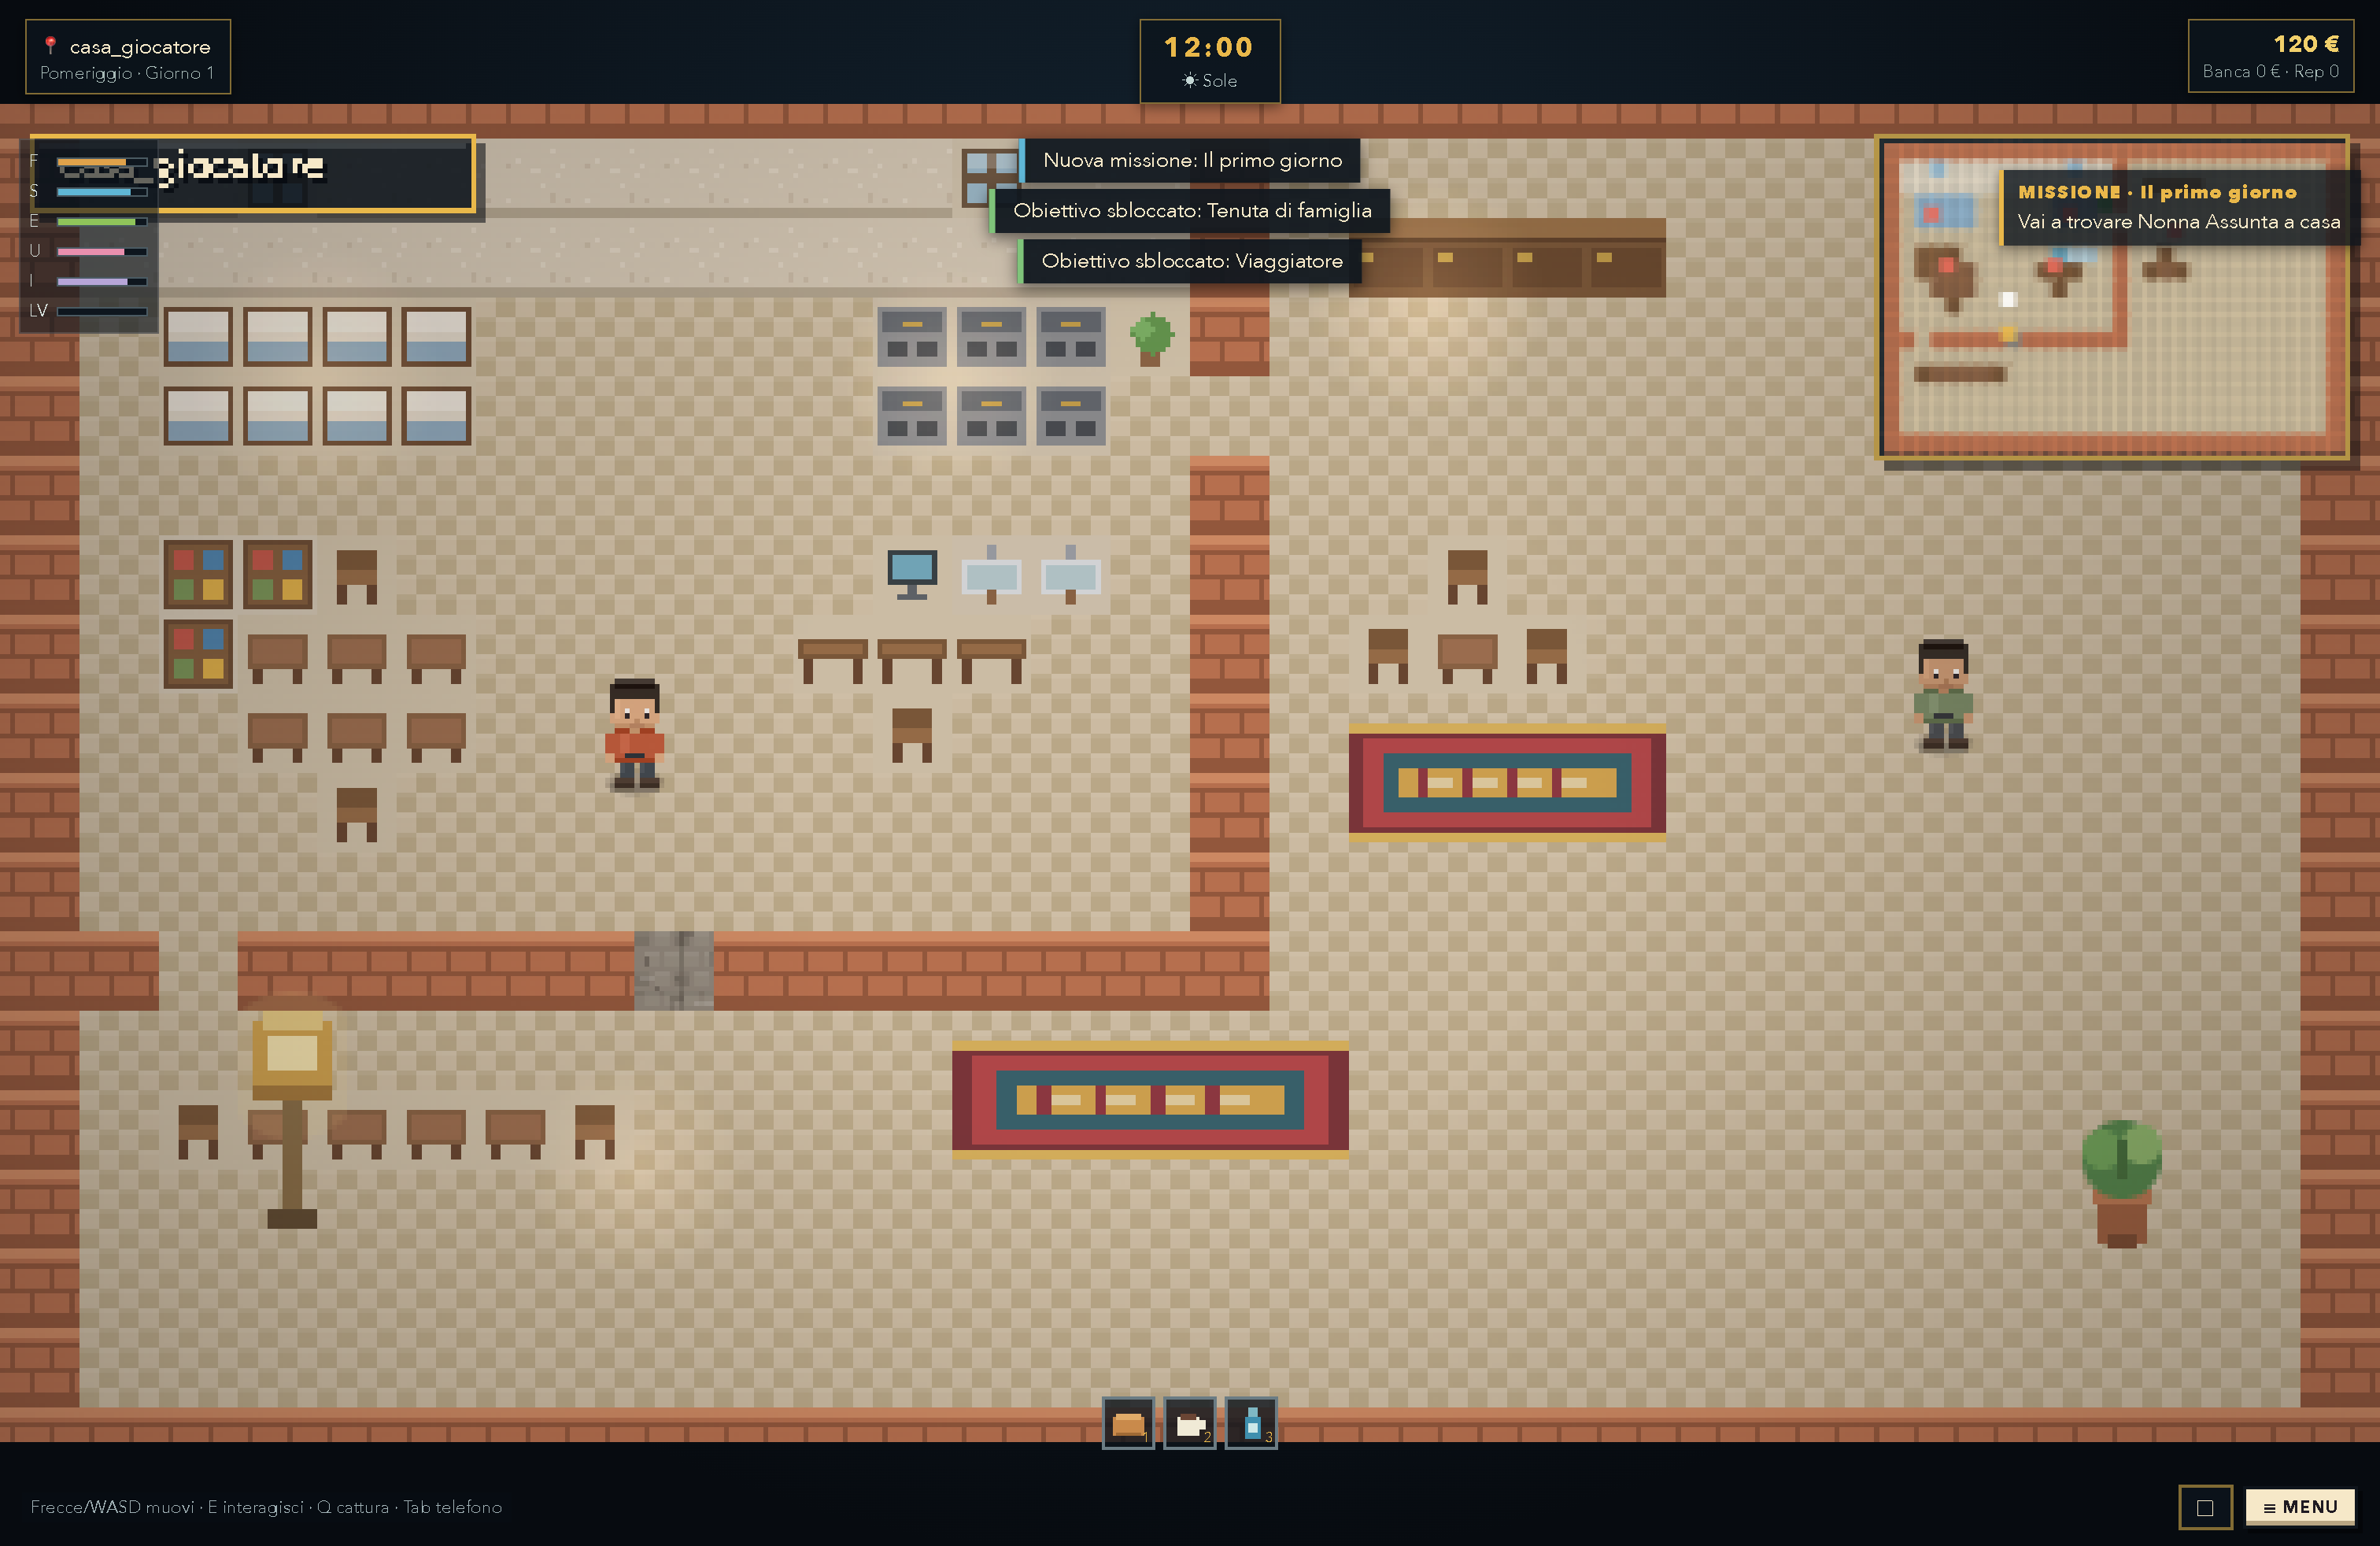 casa_giocatore
Pomeriggio · Giorno 1
12:00
Sole
120 €
Banca 0 € · Rep 0
giocatore
F
S
E
U
I
LV
Nuova missione: Il primo giorno
Obiettivo sbloccato: Tenuta di famiglia
Obiettivo sbloccato: Viaggiatore
MISSIONE · Il primo giorno
Vai a trovare Nonna Assunta a casa
1
2
3
Frecce/WASD muovi · E interagisci · Q cattura · Tab telefono
≡ MENU